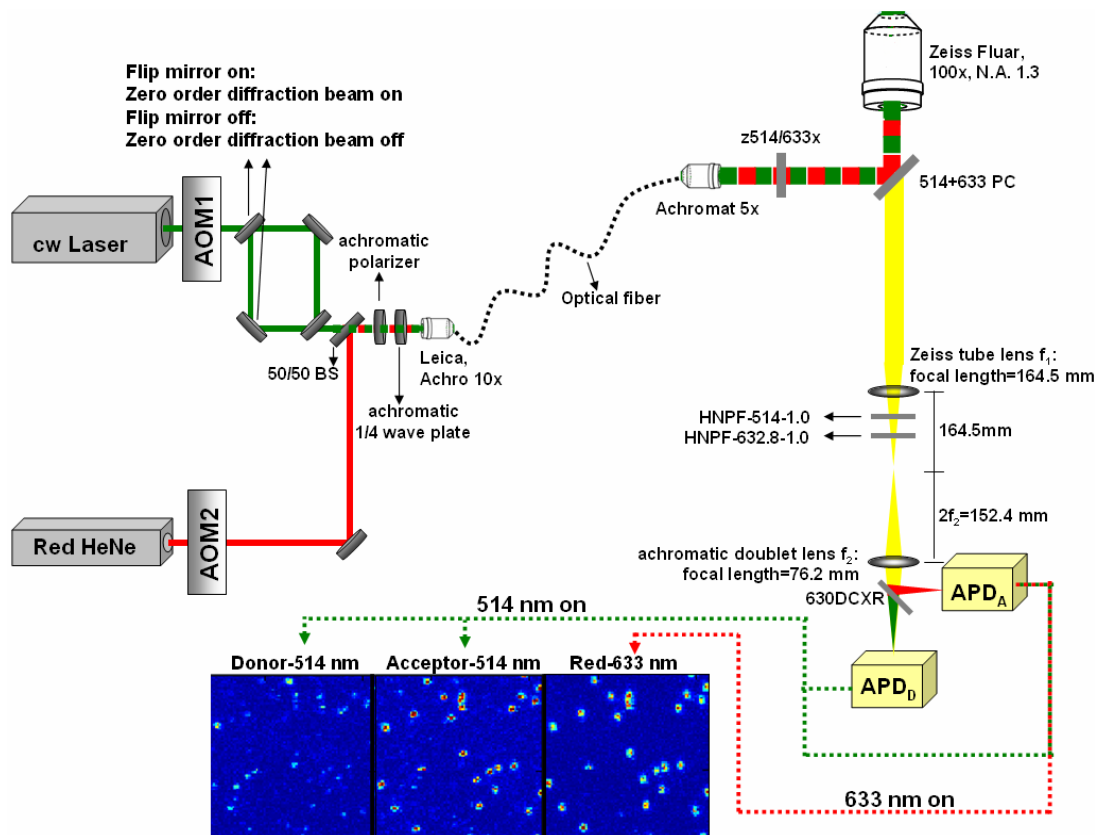 Flip mirror on:
Zero order diffraction beam on
Flip mirror off:
Zero order diffraction beam off
Zeiss Fluar,
100x, N.A. 1.3
z514/633x
514+633 PC
Achromat 5x
cw Laser
AOM1
achromatic
polarizer
Optical fiber
50/50 BS
Leica,
Achro 10x
achromatic
1/4 wave plate
Zeiss tube lens f₁:
focal length=164.5 mm
HNPF-514-1.0
HNPF-632.8-1.0
164.5mm
2f₂=152.4 mm
Red HeNe
AOM2
achromatic doublet lens f₂:
focal length=76.2 mm
630DCXR
APD_A
514 nm on
Donor-514 nm
Acceptor-514 nm
Red-633 nm
APD_D
633 nm on